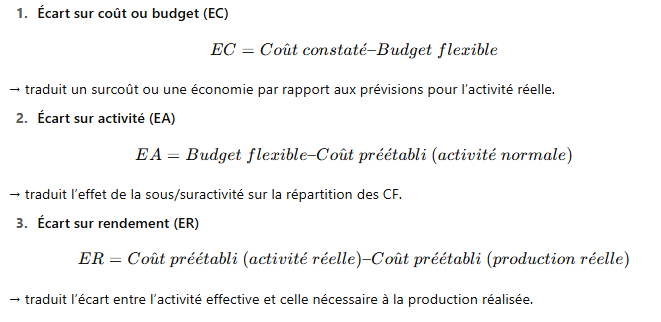 1. Écart sur coût ou budget (EC)
EC = Coût constaté–Budget flexible
→ traduit un surcoût ou une économie par rapport aux prévisions pour l'activité réelle.
2. Écart sur activité (EA)
EA = Budget flexible–Coût préétabli (activité normale)
→ traduit l'effet de la sous/suractivité sur la répartition des CF.
3. Écart sur rendement (ER)
ER = Coût préétabli (activité réelle)–Coût préétabli (production réelle)
→ traduit l'écart entre l'activité effective et celle nécessaire à la production réalisée.